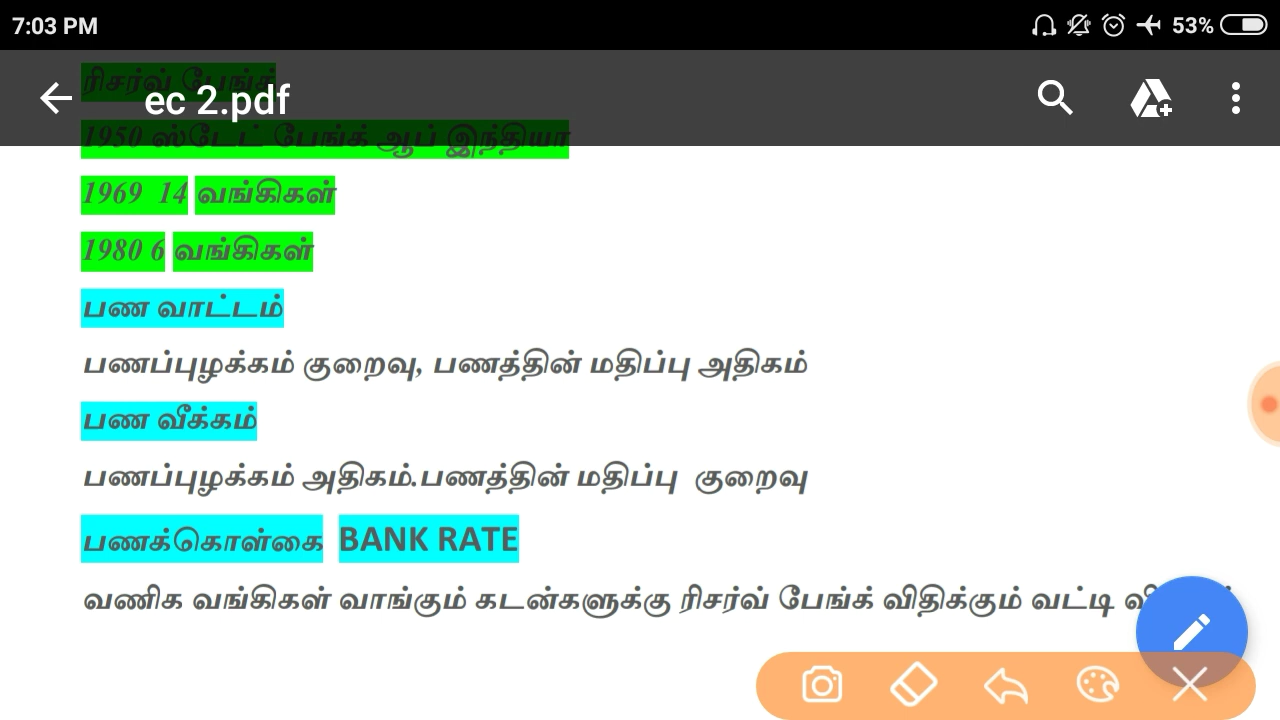 7:03 PM
53%
ரிசர்வ் பேங்க்
ec 2.pdf
1950 ஸ்டேட் பேங்க் ஆப் இந்தியா
1969 14 வங்கிகள்
1980 6 வங்கிகள்
பண வாட்டம்
பணப்புழக்கம் குறைவு, பணத்தின் மதிப்பு அதிகம்
பண வீக்கம்
பணப்புழக்கம் அதிகம்.பணத்தின் மதிப்பு குறைவு
பணக்கொள்கை BANK RATE
வணிக வங்கிகள் வாங்கும் கடன்களுக்கு ரிசர்வ் பேங்க் விதிக்கும் வட்டி